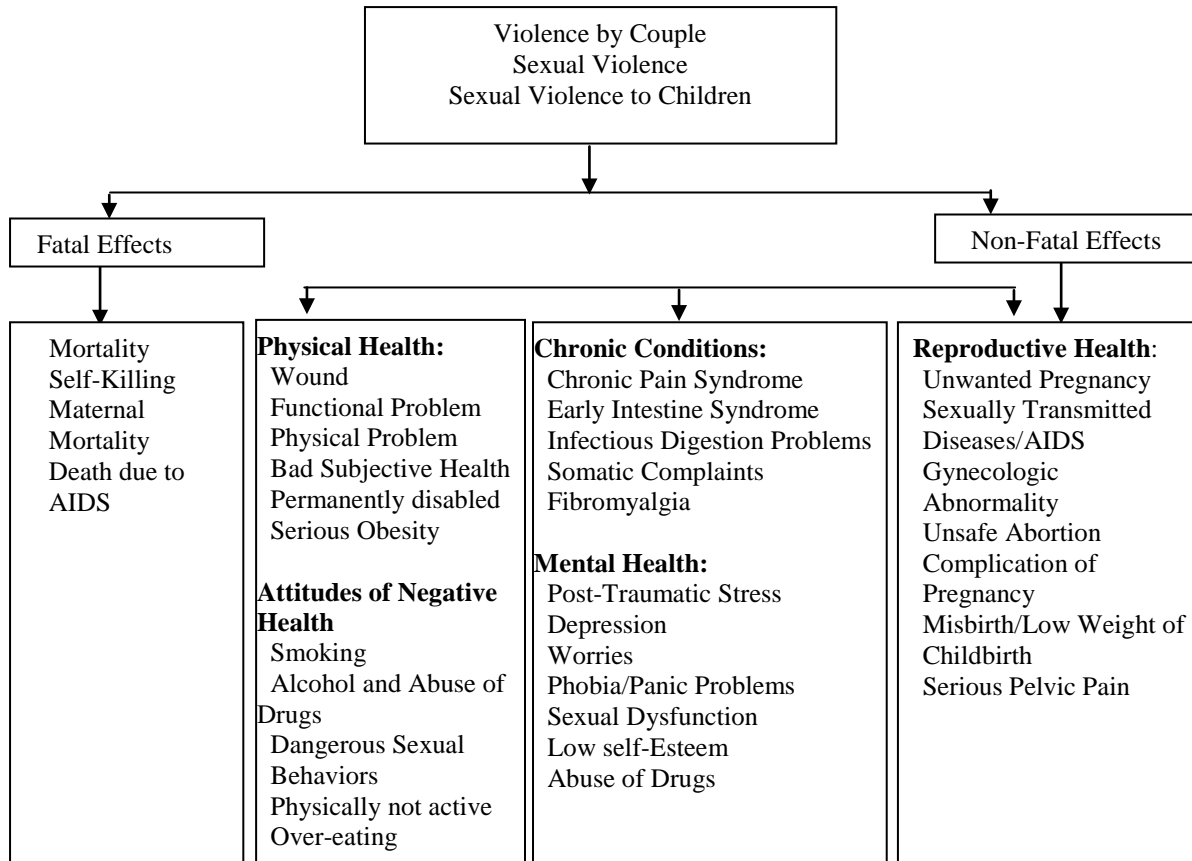 Violence by Couple
Sexual Violence
Sexual Violence to Children
Fatal Effects
Non-Fatal Effects
Mortality
Self-Killing
Maternal
Mortality
Death due to
AIDS
Physical Health:
Wound
Functional Problem
Physical Problem
Bad Subjective Health
Permanently disabled
Serious Obesity
Attitudes of Negative
Health
Smoking
Alcohol and Abuse of
Drugs
Dangerous Sexual
Behaviors
Physically not active
Over-eating
Chronic Conditions:
Chronic Pain Syndrome
Early Intestine Syndrome
Infectious Digestion Problems
Somatic Complaints
Fibromyalgia
Mental Health:
Post-Traumatic Stress
Depression
Worries
Phobia/Panic Problems
Sexual Dysfunction
Low self-Esteem
Abuse of Drugs
Reproductive Health:
Unwanted Pregnancy
Sexually Transmitted
Diseases/AIDS
Gynecologic
Abnormality
Unsafe Abortion
Complication of
Pregnancy
Misbirth/Low Weight of
Childbirth
Serious Pelvic Pain